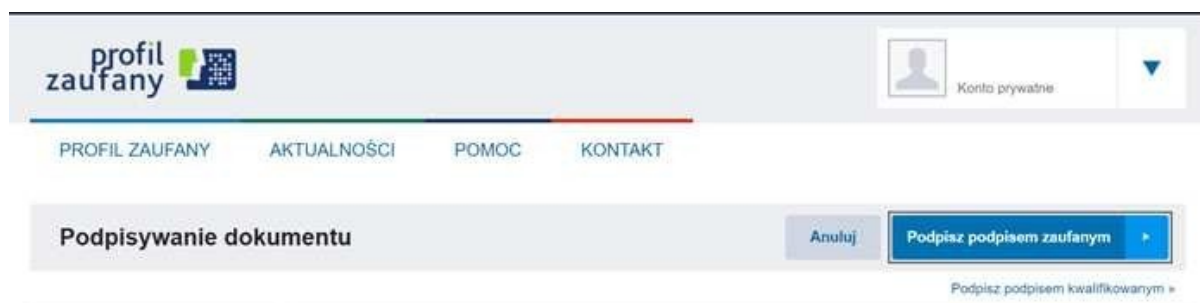 profil
zaufany
Konto prywatne
PROFIL ZAUFANY AKTUALNOŚCI POMOC KONTAKT
Podpisywanie dokumentu Anuluj Podpisz podpisem zaufanym
Podpisz podpisem kwalifikowanym »